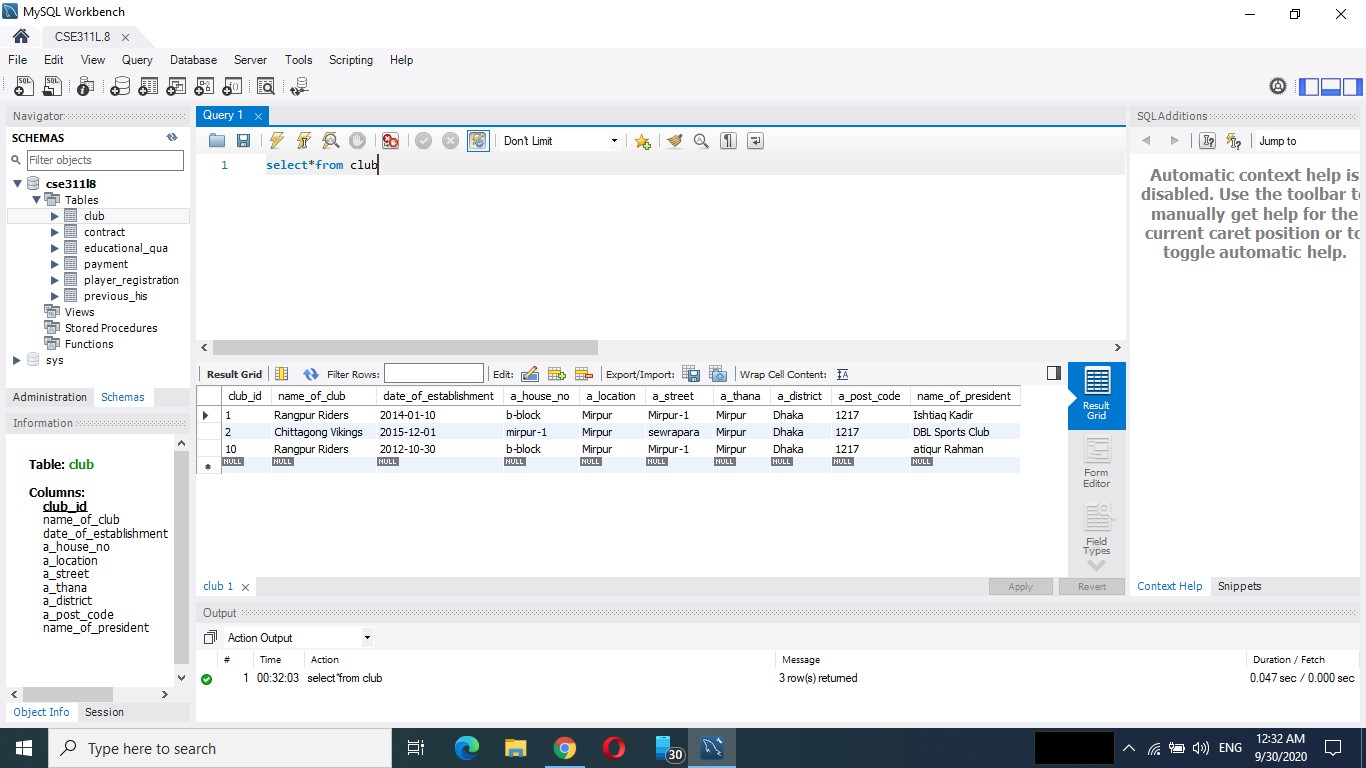 MySQL Workbench
CSE311L.8
File Edit View Query Database Server Tools Scripting Help
Navigator
SCHEMAS
Filter objects
cse311l8
Tables
club
contract
educational_qua
payment
player_registration
previous_his
Views
Stored Procedures
Functions
sys
Administration Schemas
Information
Table: club
Columns:
club_id
name_of_club
date_of_establishment
a_house_no
a_location
a_street
a_thana
a_district
a_post_code
name_of_president
Object Info Session
Query 1
Don't Limit
1 select*from club
Result Grid Filter Rows: Edit: Export/Import: Wrap Cell Content: IA
club_id name_of_club date_of_establishment a_house_no a_location a_street a_thana a_district a_post_code name_of_president
1 Rangpur Riders 2014-01-10 b-block Mirpur Mirpur-1 Mirpur Dhaka 1217 Ishtiaq Kadir
2 Chittagong Vikings 2015-12-01 mirpur-1 Mirpur sewrapara Mirpur Dhaka 1217 DBL Sports Club
10 Rangpur Riders 2012-10-30 b-block Mirpur Mirpur-1 Mirpur Dhaka 1217 atiqur Rahman
NULL NULL NULL NULL NULL NULL NULL NULL NULL NULL
Result
Grid
Form
Editor
Field
Types
club 1
Apply Revert
SQLAdditions
Jump to
Automatic context help is
disabled. Use the toolbar to
manually get help for the
current caret position or to
toggle automatic help.
Context Help Snippets
Output
Action Output
# Time Action Message Duration / Fetch
1 00:32:03 select*from club 3 row(s) returned 0.047 sec / 0.000 sec
Type here to search
30
ENG
12:32 AM
9/30/2020